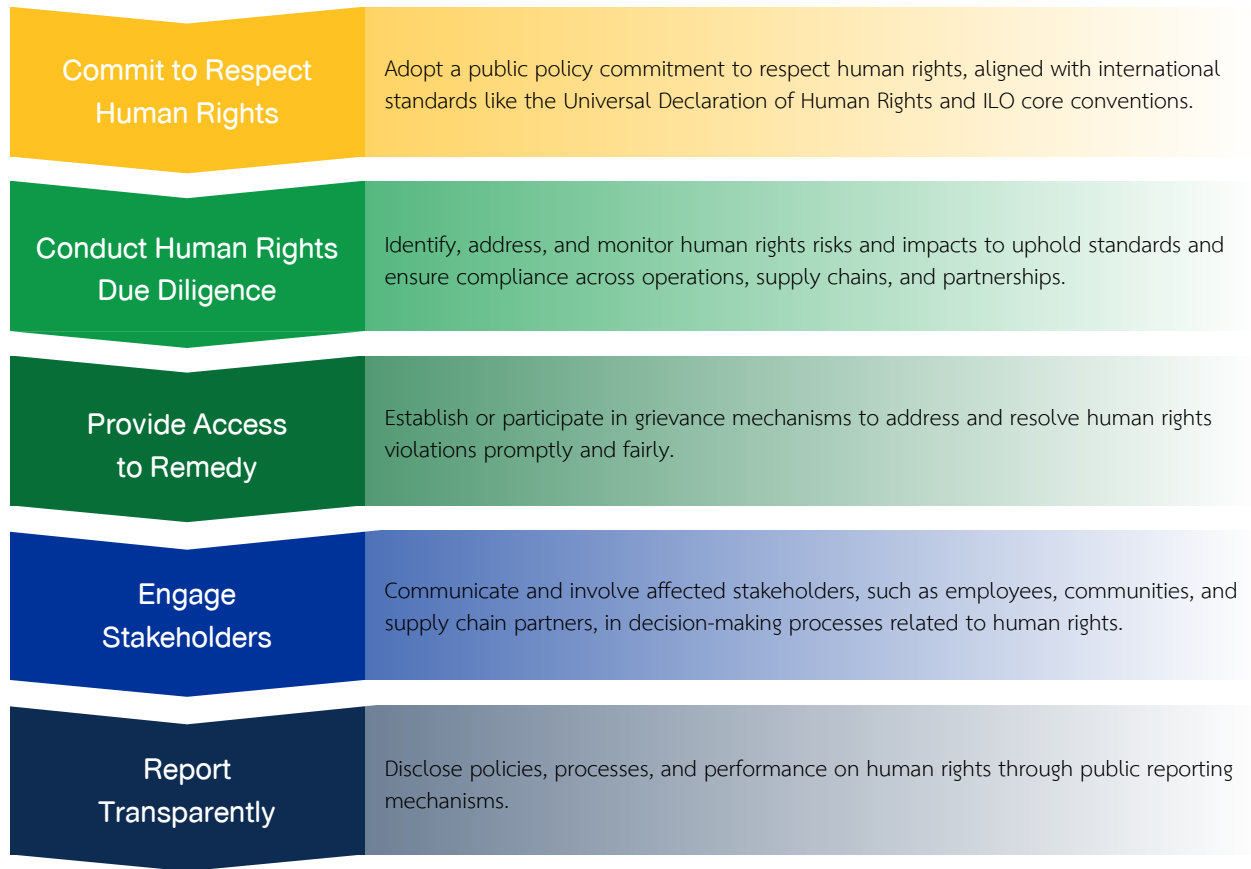 Commit to Respect
Human Rights
Adopt a public policy commitment to respect human rights, aligned with international
standards like the Universal Declaration of Human Rights and ILO core conventions.
Conduct Human Rights
Due Diligence
Identify, address, and monitor human rights risks and impacts to uphold standards and
ensure compliance across operations, supply chains, and partnerships.
Provide Access
to Remedy
Establish or participate in grievance mechanisms to address and resolve human rights
violations promptly and fairly.
Engage
Stakeholders
Communicate and involve affected stakeholders, such as employees, communities, and
supply chain partners, in decision-making processes related to human rights.
Report
Transparently
Disclose policies, processes, and performance on human rights through public reporting
mechanisms.